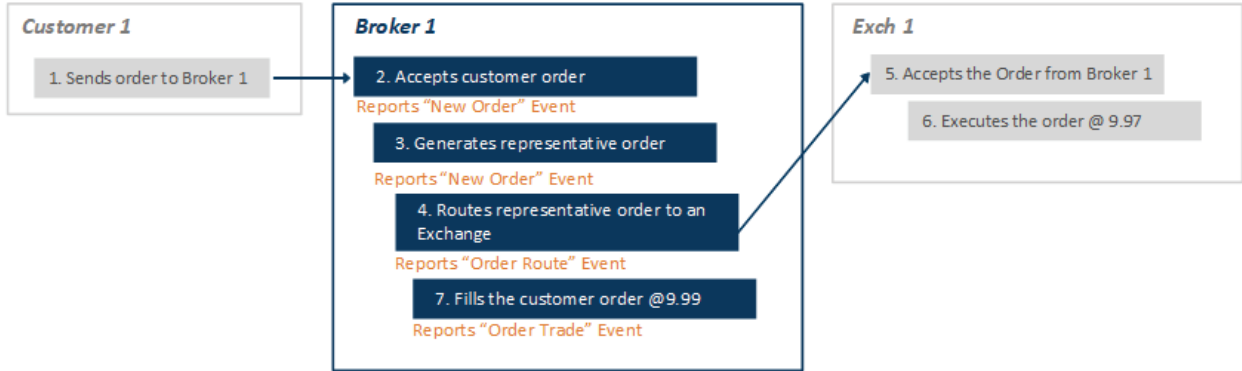 Customer 1
1. Sends order to Broker 1
Broker 1
2. Accepts customer order
Reports “New Order” Event
3. Generates representative order
Reports “New Order” Event
4. Routes representative order to an
Exchange
Reports “Order Route” Event
7. Fills the customer order @9.99
Reports “Order Trade” Event
Exch 1
5. Accepts the Order from Broker 1
6. Executes the order @ 9.97